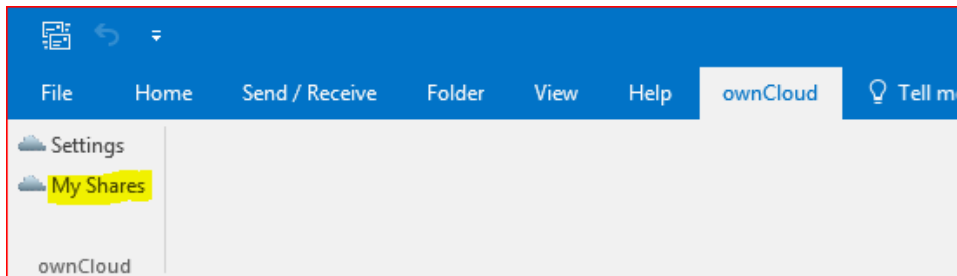 File Home Send / Receive Folder View Help ownCloud Tell
Settings
My Shares
ownCloud